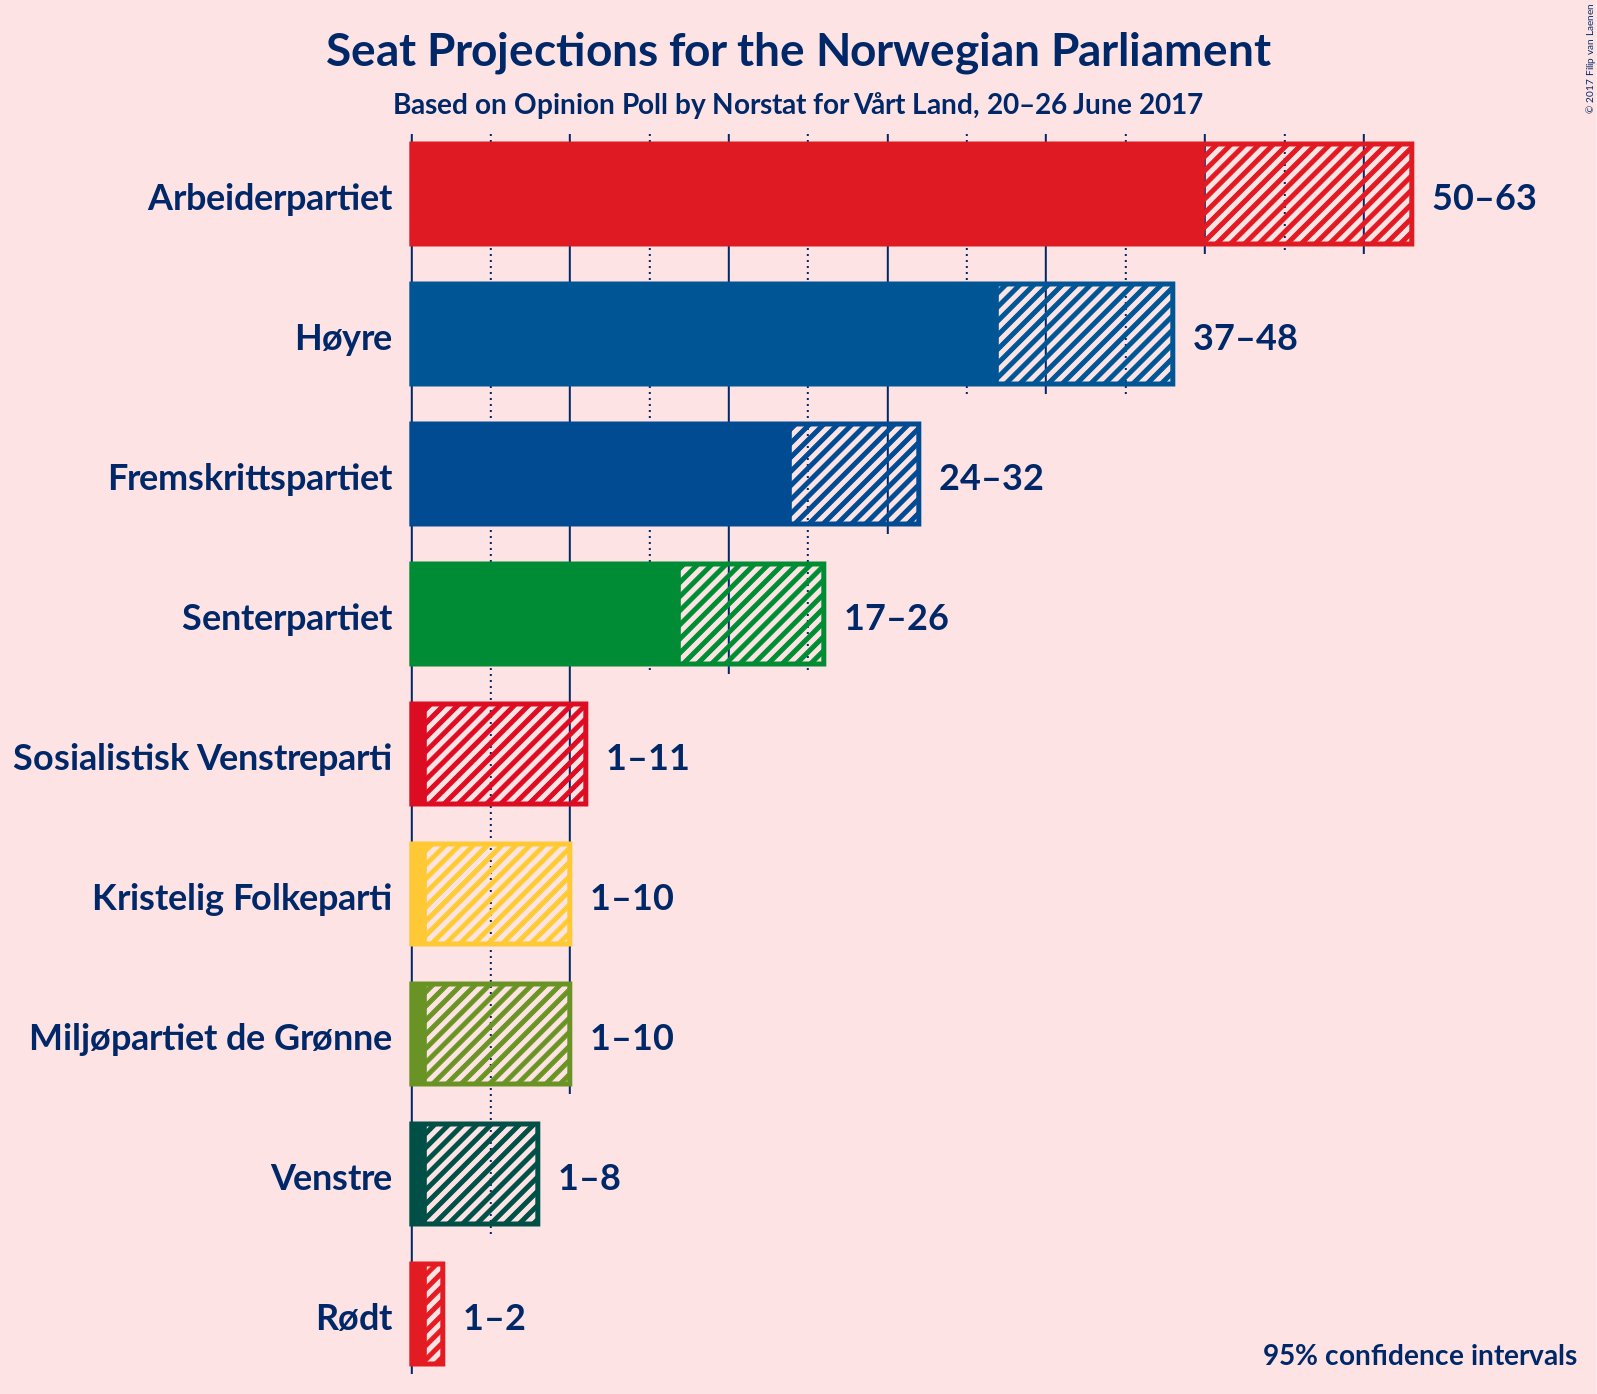 Seat Projections for the Norwegian Parliament
Based on Opinion Poll by Norstat for Vårt Land, 20–26 June 2017
© 2017 Filip van Laenen
Arbeiderpartiet 50–63
Høyre 37–48
Fremskrittspartiet 24–32
Senterpartiet 17–26
Sosialistisk Venstreparti 1–11
Kristelig Folkeparti 1–10
Miljøpartiet de Grønne 1–10
Venstre 1–8
Rødt 1–2
95% confidence intervals